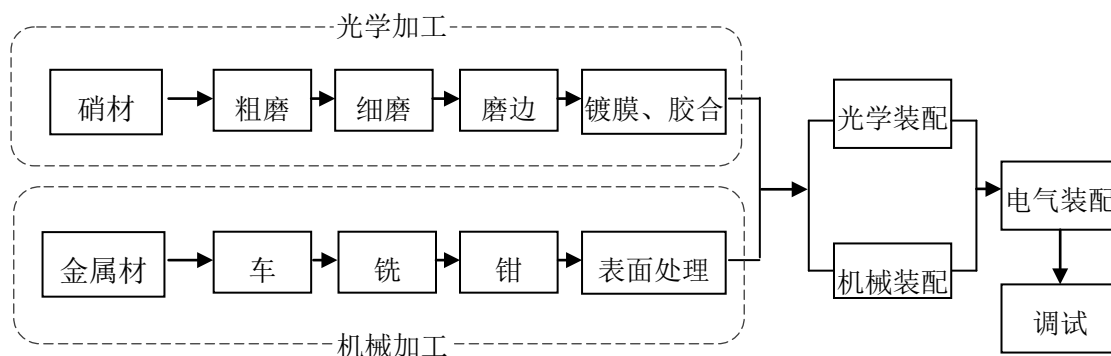 光学加工
硝材
粗磨
细磨
磨边
镀膜、胶合
光学装配
电气装配
金属材
车
铣
钳
表面处理
机械装配
调试
机械加工